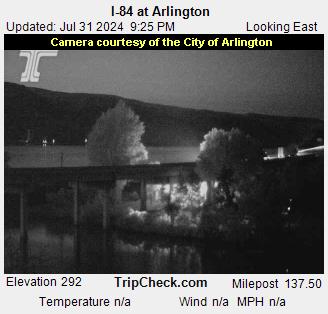 I-84 at Arlington
Updated: Jul 31 2024 9:25 PM Looking East
Camera courtesy of the City of Arlington
Elevation 292 TripCheck.com Milepost 137.50
Temperature n/a Wind n/a MPH n/a